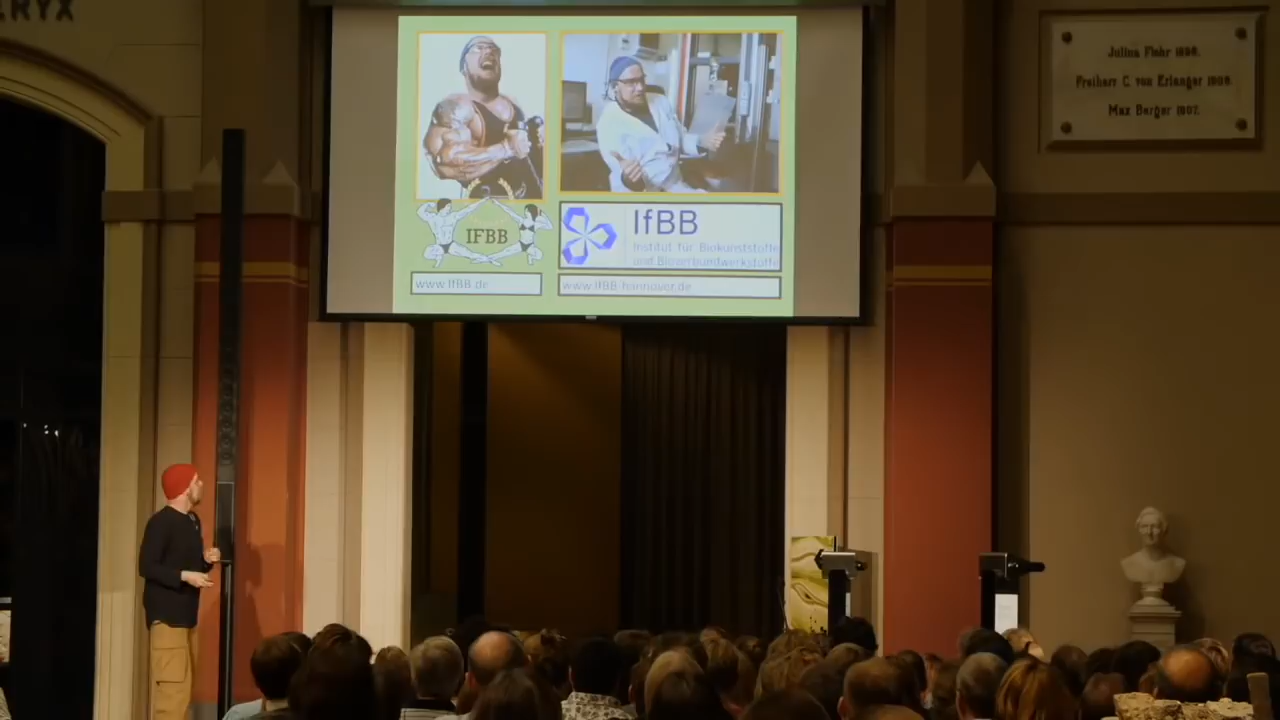 RYX
Julius Flohr 1896.
Freiherr C. von Erlanger 1909.
Max Berger 1907.
IFBB
IfBB
Institut für Biokunststoffe
und Bioverbundwerkstoffe
www.IfBB.de
www.IfBB-hannover.de